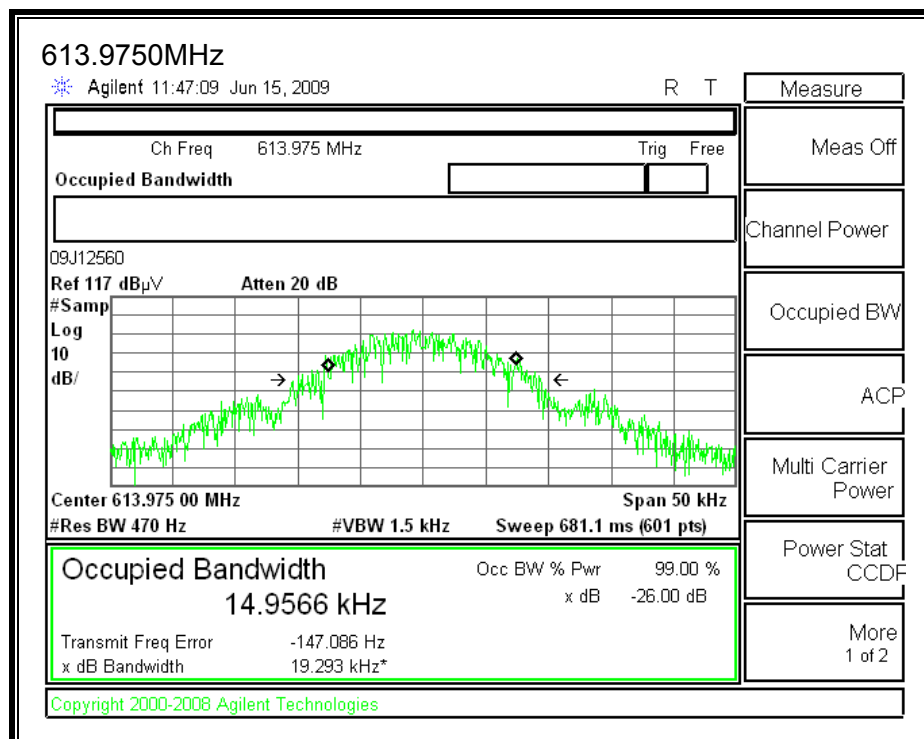 613.9750MHz
Agilent 11:47:09 Jun 15, 2009 R T
Ch Freq 613.975 MHz Trig Free
Occupied Bandwidth
09J12560
Ref 117 dBµV Atten 20 dB
#Samp
Log
10
dB/
Center 613.975 00 MHz Span 50 kHz
#Res BW 470 Hz #VBW 1.5 kHz Sweep 681.1 ms (601 pts)
Occupied Bandwidth
14.9566 kHz
Occ BW % Pwr 99.00 %
x dB -26.00 dB
Transmit Freq Error -147.086 Hz
x dB Bandwidth 19.293 kHz*
Copyright 2000-2008 Agilent Technologies
Measure
Meas Off
Channel Power
Occupied BW
ACP
Multi Carrier
Power
Power Stat
CCDF
More
1 of 2